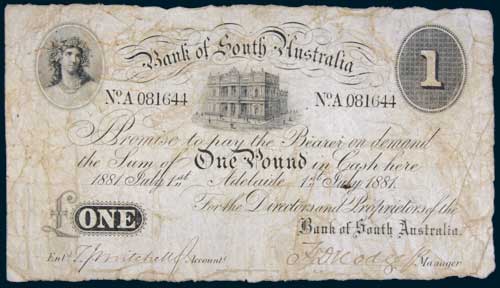 Bank of South Australia
1
No. A 081644 No. A 081644
Promise to pay the Bearer on demand
the Sum of One Pound in Cash here
1881 July 1st Adelaide 1st July 1881.
For the Directors and Proprietors of the
£ONE Bank of South Australia.
Entd. Accountt. Manager